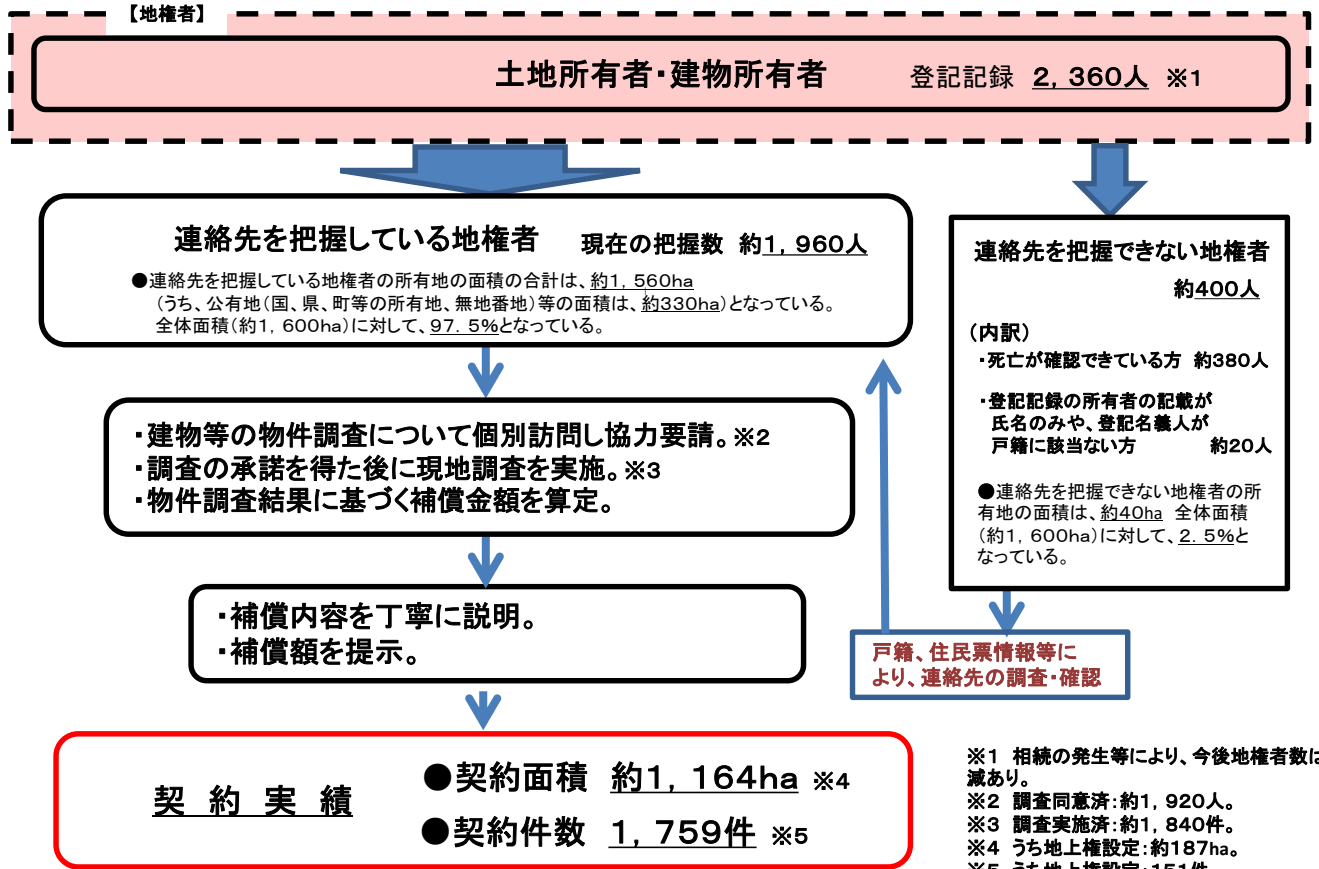 【地権者】
土地所有者・建物所有者 登記記録 2,360人 ※1
連絡先を把握している地権者 現在の把握数 約1,960人
●連絡先を把握している地権者の所有地の面積の合計は、約1,560ha
(うち、公有地(国、県、町等の所有地、無地番地)等の面積は、約330ha)となっている。
全体面積(約1,600ha)に対して、97.5%となっている。
連絡先を把握できない地権者
約400人
(内訳)
・死亡が確認できている方 約380人
・登記記録の所有者の記載が
氏名のみや、登記名義人が
戸籍に該当ない方 約20人
●連絡先を把握できない地権者の所
有地の面積は、約40ha 全体面積
(約1,600ha)に対して、2.5%と
なっている。
・建物等の物件調査について個別訪問し協力要請。※2
・調査の承諾を得た後に現地調査を実施。※3
・物件調査結果に基づく補償金額を算定。
・補償内容を丁寧に説明。
・補償額を提示。
戸籍、住民票情報等に
より、連絡先の調査・確認
契約実績
●契約面積 約1,164ha ※4
●契約件数 1,759件 ※5
※1 相続の発生等により、今後地権者数は
減あり。
※2 調査同意済:約1,920人。
※3 調査実施済:約1,840件。
※4 うち地上権設定:約187ha。
※5 うち地上権設定:151件